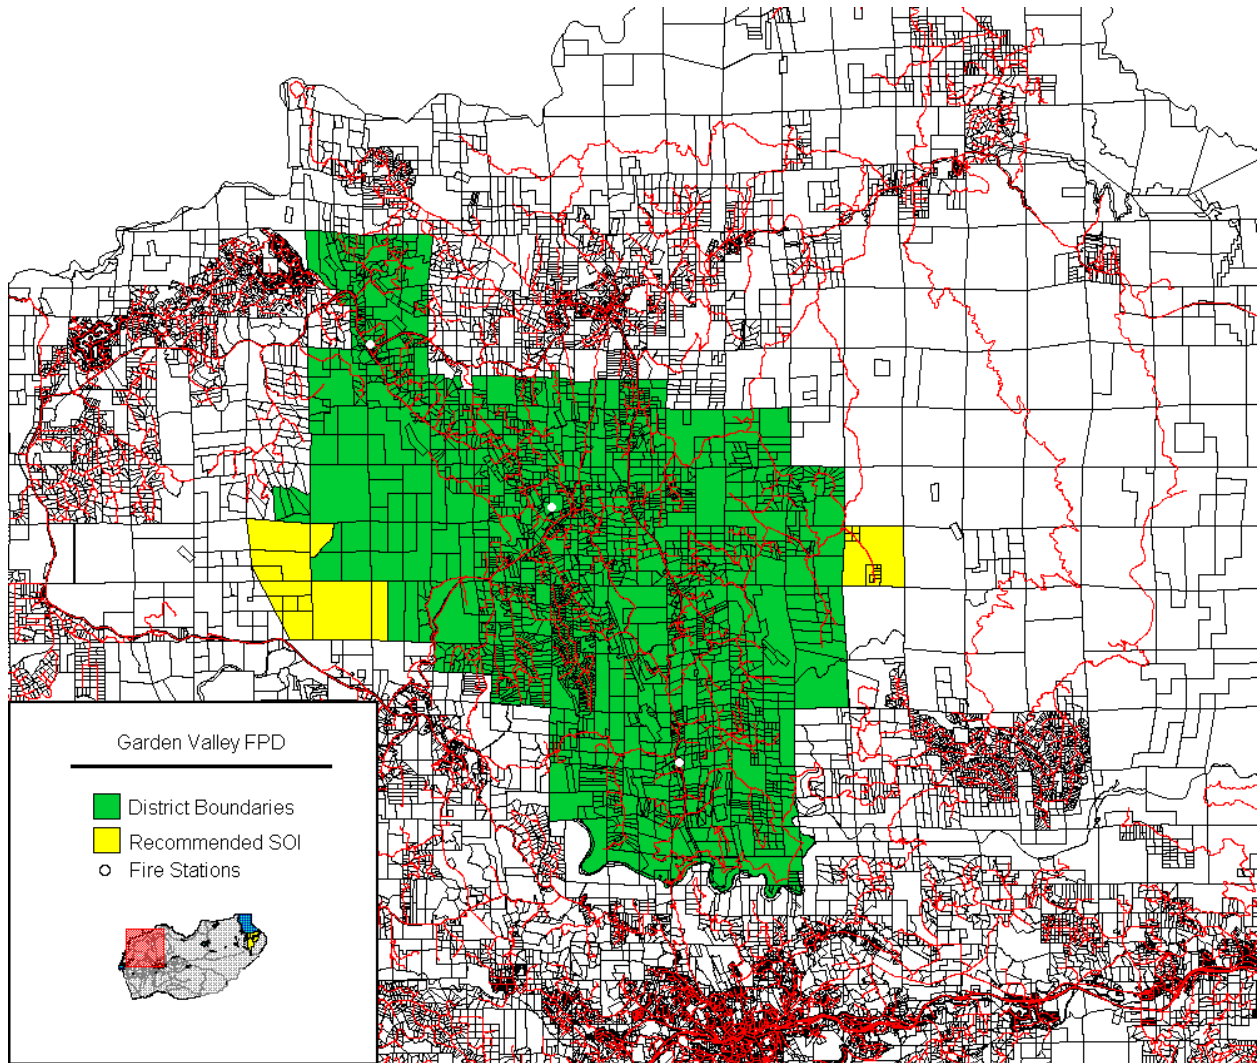 Garden Valley FPD
District Boundaries
Recommended SOI
Fire Stations